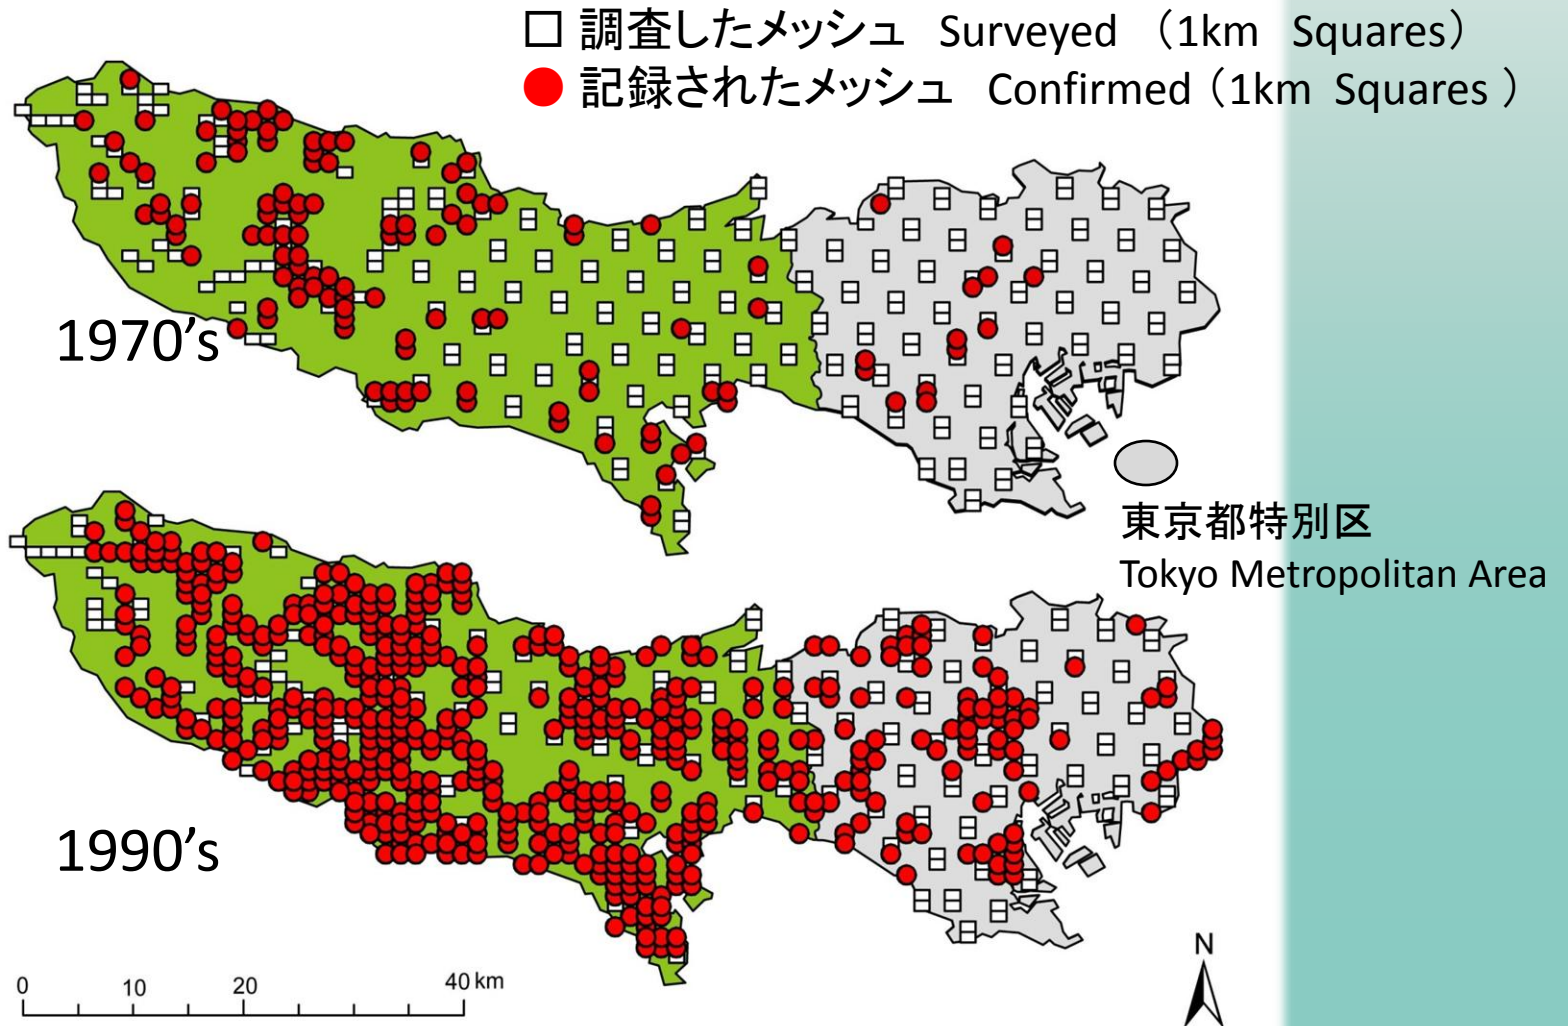 調査したメッシュ Surveyed （1km Squares）
記録されたメッシュ Confirmed（1km Squares ）
1970’s
東京都特別区
Tokyo Metropolitan Area
1990’s
N
0 10 20 40 km